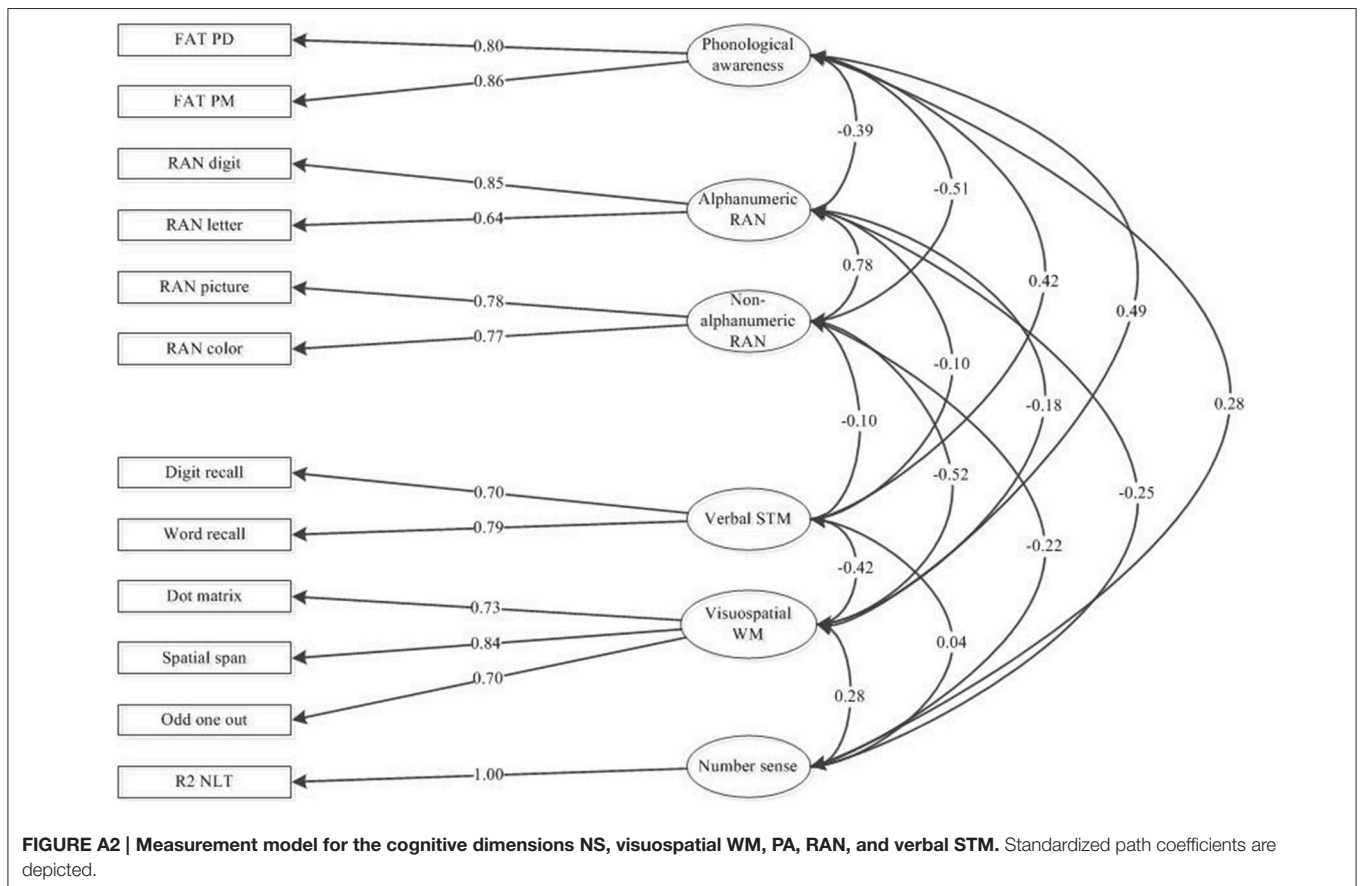 FAT PD
FAT PM
RAN digit
RAN letter
RAN picture
RAN color
Digit recall
Word recall
Dot matrix
Spatial span
Odd one out
R2 NLT
0.80
0.86
0.85
0.64
0.78
0.77
0.70
0.79
0.73
0.84
0.70
1.00
Phonological
awareness
Alphanumeric
RAN
Non-
alphanumeric
RAN
Verbal STM
Visuospatial
WM
Number sense
-0.39
-0.51
0.78
0.42
0.49
-0.10
-0.18
0.28
-0.10
-0.52
-0.25
-0.22
-0.42
0.04
0.28
FIGURE A2 | Measurement model for the cognitive dimensions NS, visuospatial WM, PA, RAN, and verbal STM. Standardized path coefficients are
depicted.